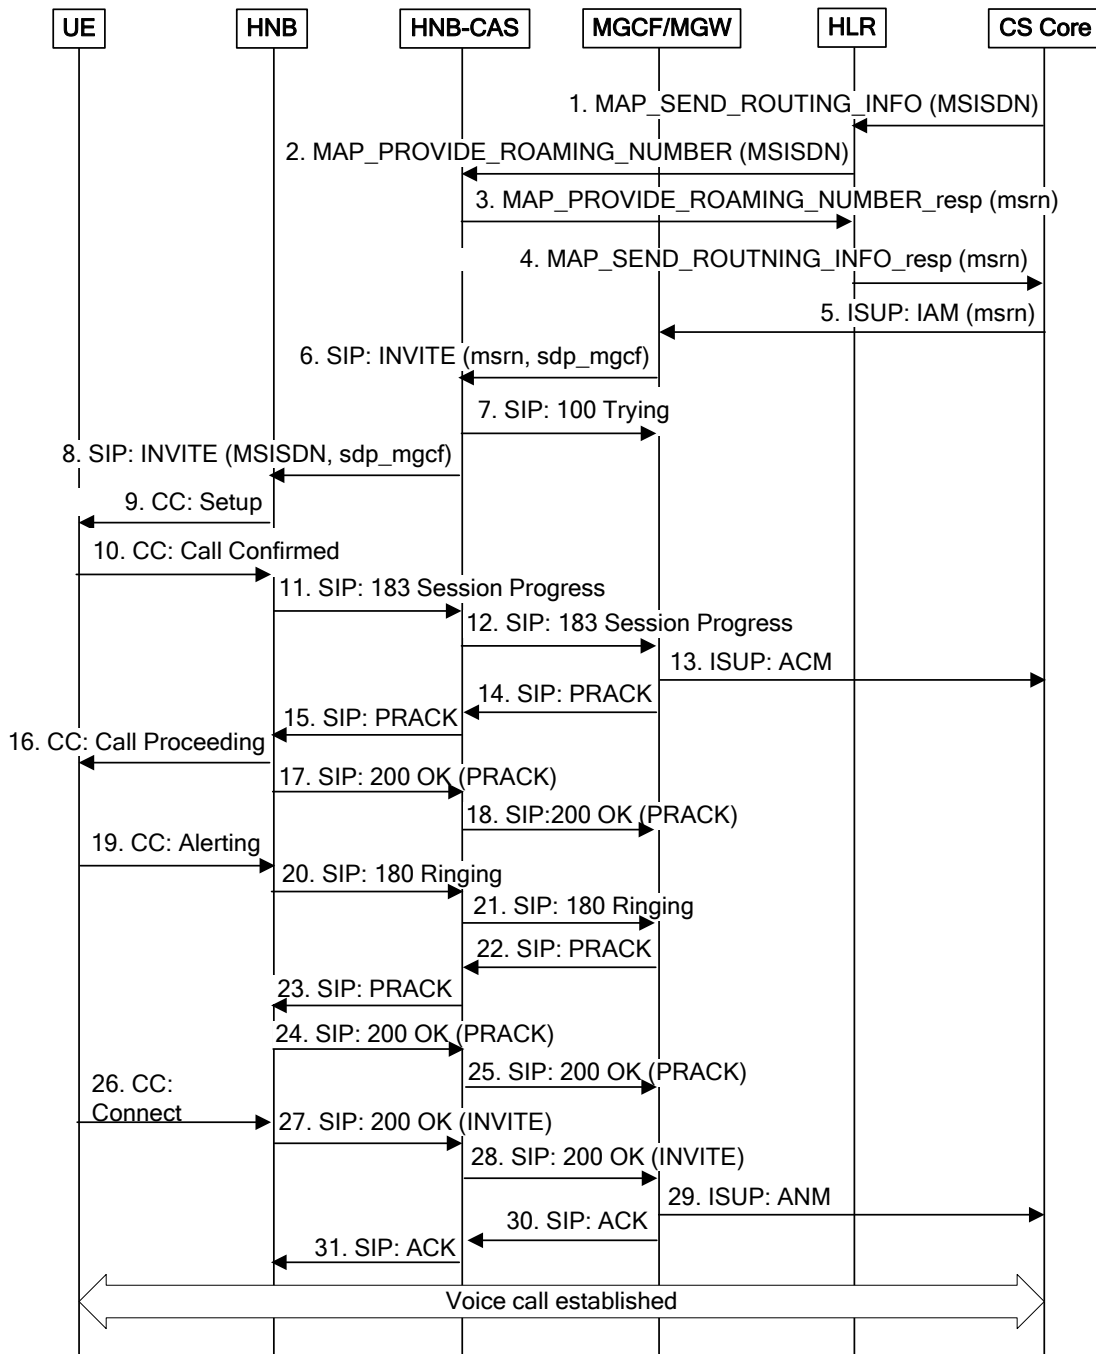 UE
HNB
HNB-CAS
MGCF/MGW
HLR
CS Core
1. MAP_SEND_ROUTING_INFO (MSISDN)
2. MAP_PROVIDE_ROAMING_NUMBER (MSISDN)
3. MAP_PROVIDE_ROAMING_NUMBER_resp (msrn)
4. MAP_SEND_ROUTNING_INFO_resp (msrn)
5. ISUP: IAM (msrn)
6. SIP: INVITE (msrn, sdp_mgcf)
7. SIP: 100 Trying
8. SIP: INVITE (MSISDN, sdp_mgcf)
9. CC: Setup
10. CC: Call Confirmed
11. SIP: 183 Session Progress
12. SIP: 183 Session Progress
13. ISUP: ACM
14. SIP: PRACK
15. SIP: PRACK
16. CC: Call Proceeding
17. SIP: 200 OK (PRACK)
18. SIP:200 OK (PRACK)
19. CC: Alerting
20. SIP: 180 Ringing
21. SIP: 180 Ringing
22. SIP: PRACK
23. SIP: PRACK
24. SIP: 200 OK (PRACK)
25. SIP: 200 OK (PRACK)
26. CC:
Connect
27. SIP: 200 OK (INVITE)
28. SIP: 200 OK (INVITE)
29. ISUP: ANM
30. SIP: ACK
31. SIP: ACK
Voice call established